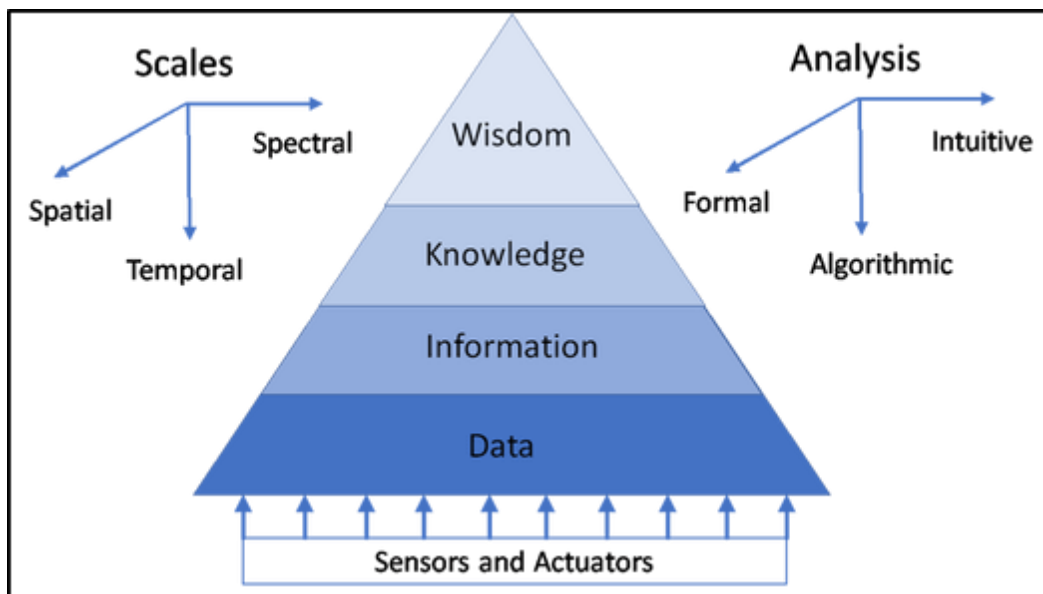 Scales
Spectral
Spatial
Temporal
Wisdom
Knowledge
Information
Data
Sensors and Actuators
Analysis
Intuitive
Formal
Algorithmic